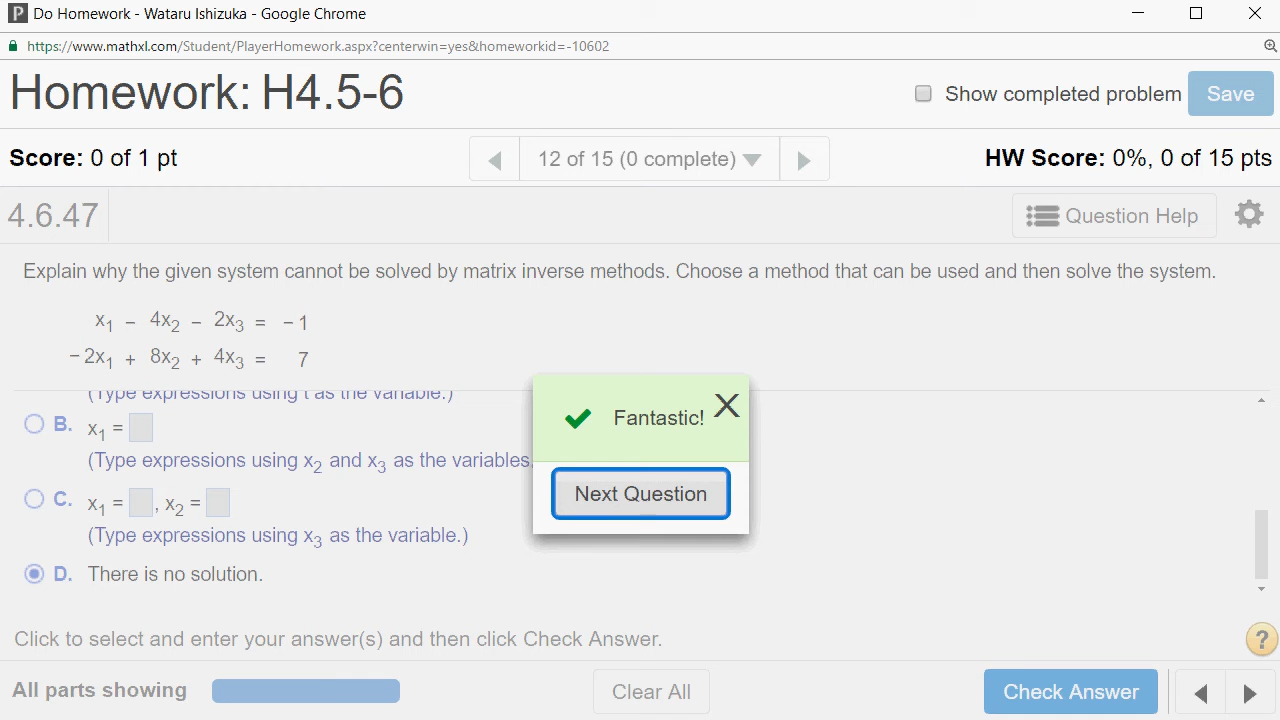 P Do Homework - Wataru Ishizuka - Google Chrome
https://www.mathxl.com/Student/PlayerHomework.aspx?centerwin=yes&homeworkid=-10602
Homework: H4.5-6
Show completed problem
Save
Score: 0 of 1 pt
12 of 15 (0 complete)
HW Score: 0%, 0 of 15 pts
4.6.47
Question Help
Explain why the given system cannot be solved by matrix inverse methods. Choose a method that can be used and then solve the system.
x₁ - 4x₂ - 2x₃ = -1
-2x₁ + 8x₂ + 4x₃ = 7
(Type expressions using t as the variable.)
B. x₁ =
(Type expressions using x₂ and x₃ as the variables.
C. x₁ = , x₂ =
(Type expressions using x₃ as the variable.)
D. There is no solution.
Fantastic!
Next Question
Click to select and enter your answer(s) and then click Check Answer.
?
All parts showing
Clear All
Check Answer